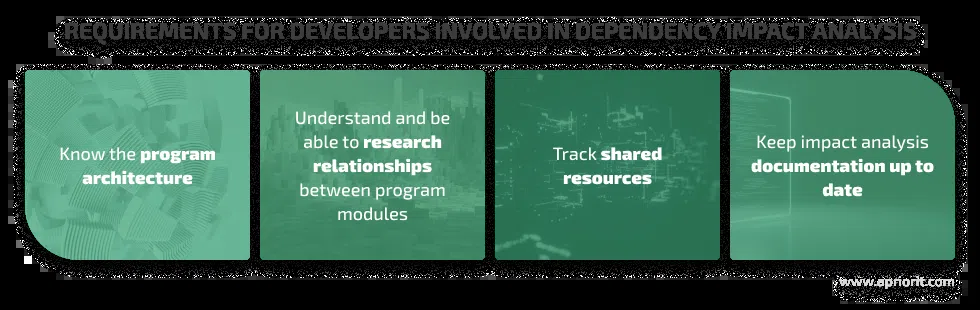 REQUIREMENTS FOR DEVELOPERS INVOLVED IN DEPENDENCY IMPACT ANALYSIS
Know the program
architecture
Understand and be
able to research
relationships
between program
modules
Track shared
resources
Keep impact analysis
documentation up to
date
www.apriorit.com